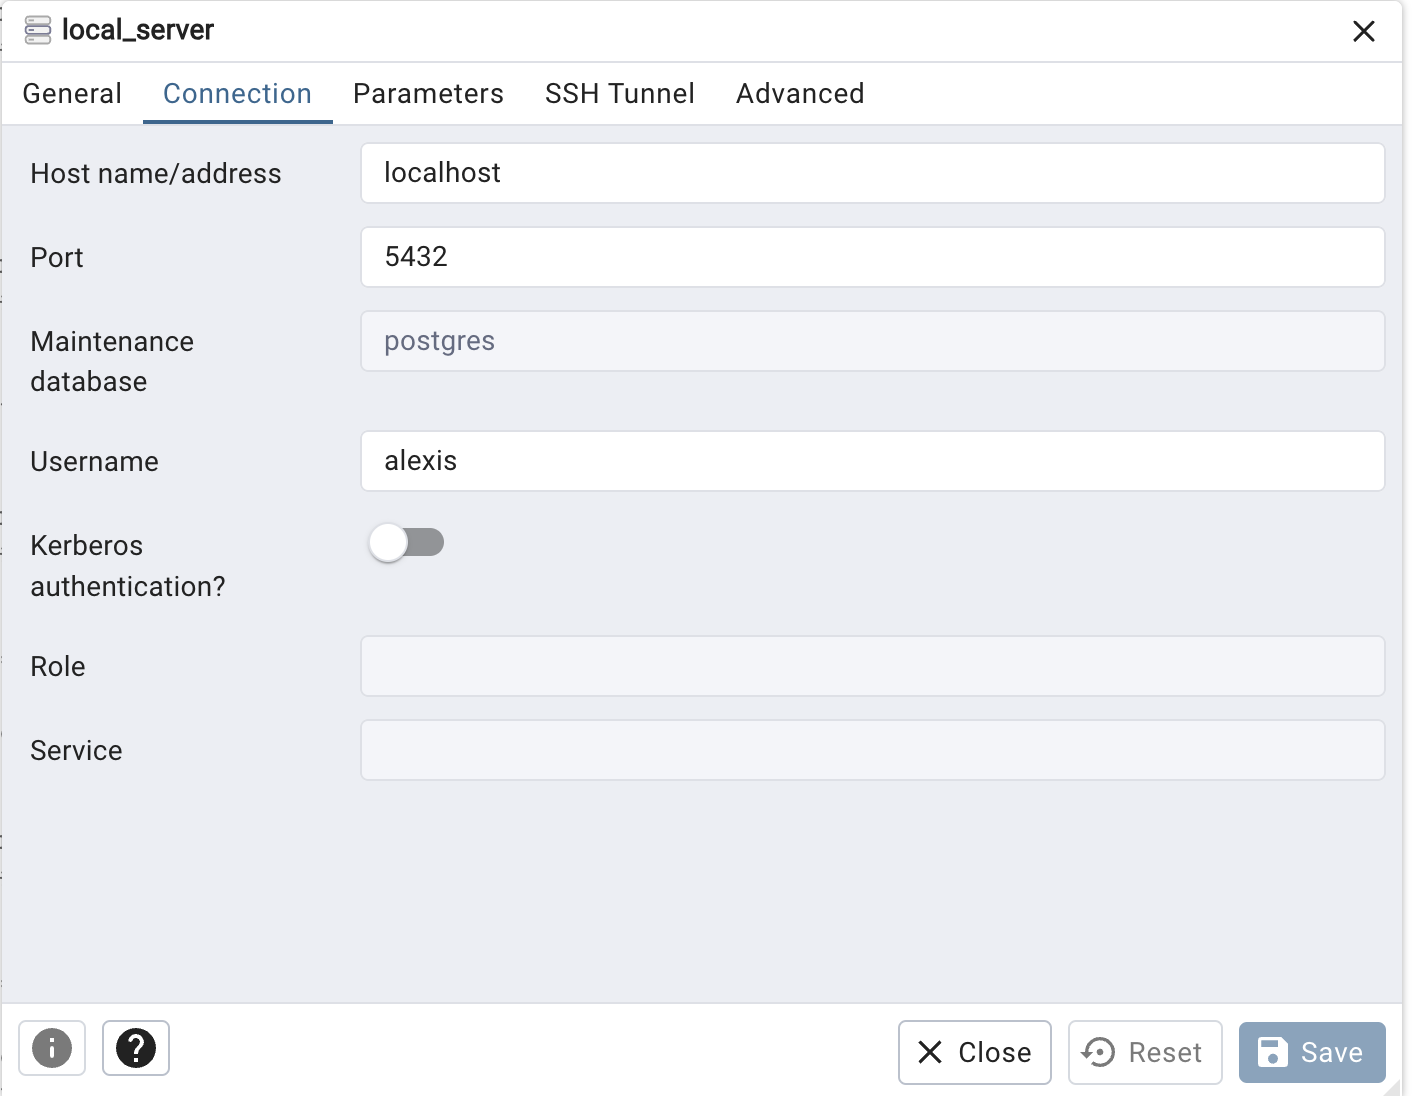 local_server
General Connection Parameters SSH Tunnel Advanced
Host name/address localhost
Port 5432
Maintenance database postgres
Username alexis
Kerberos authentication?
Role
Service
Close Reset Save